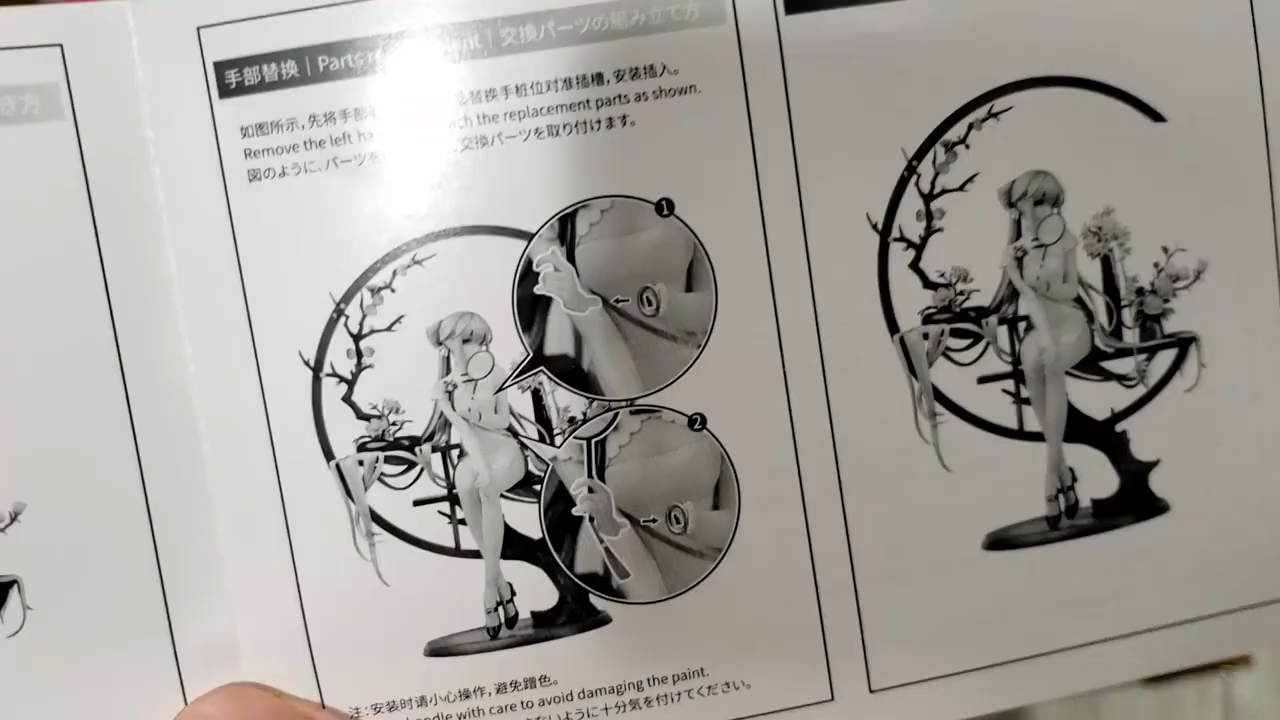 き方
手部替换 | Parts | 交換パーツの組み立て方
如图所示，先将手部 替换手桩位对准插槽，安装插入。
Remove the left the replacement parts as shown.
図のように、パーツを 交換パーツを取り付けます。
1
2
注：安装时请小心操作，避免蹭色。
with care to avoid damaging the paint.
ように十分気を付けてください。